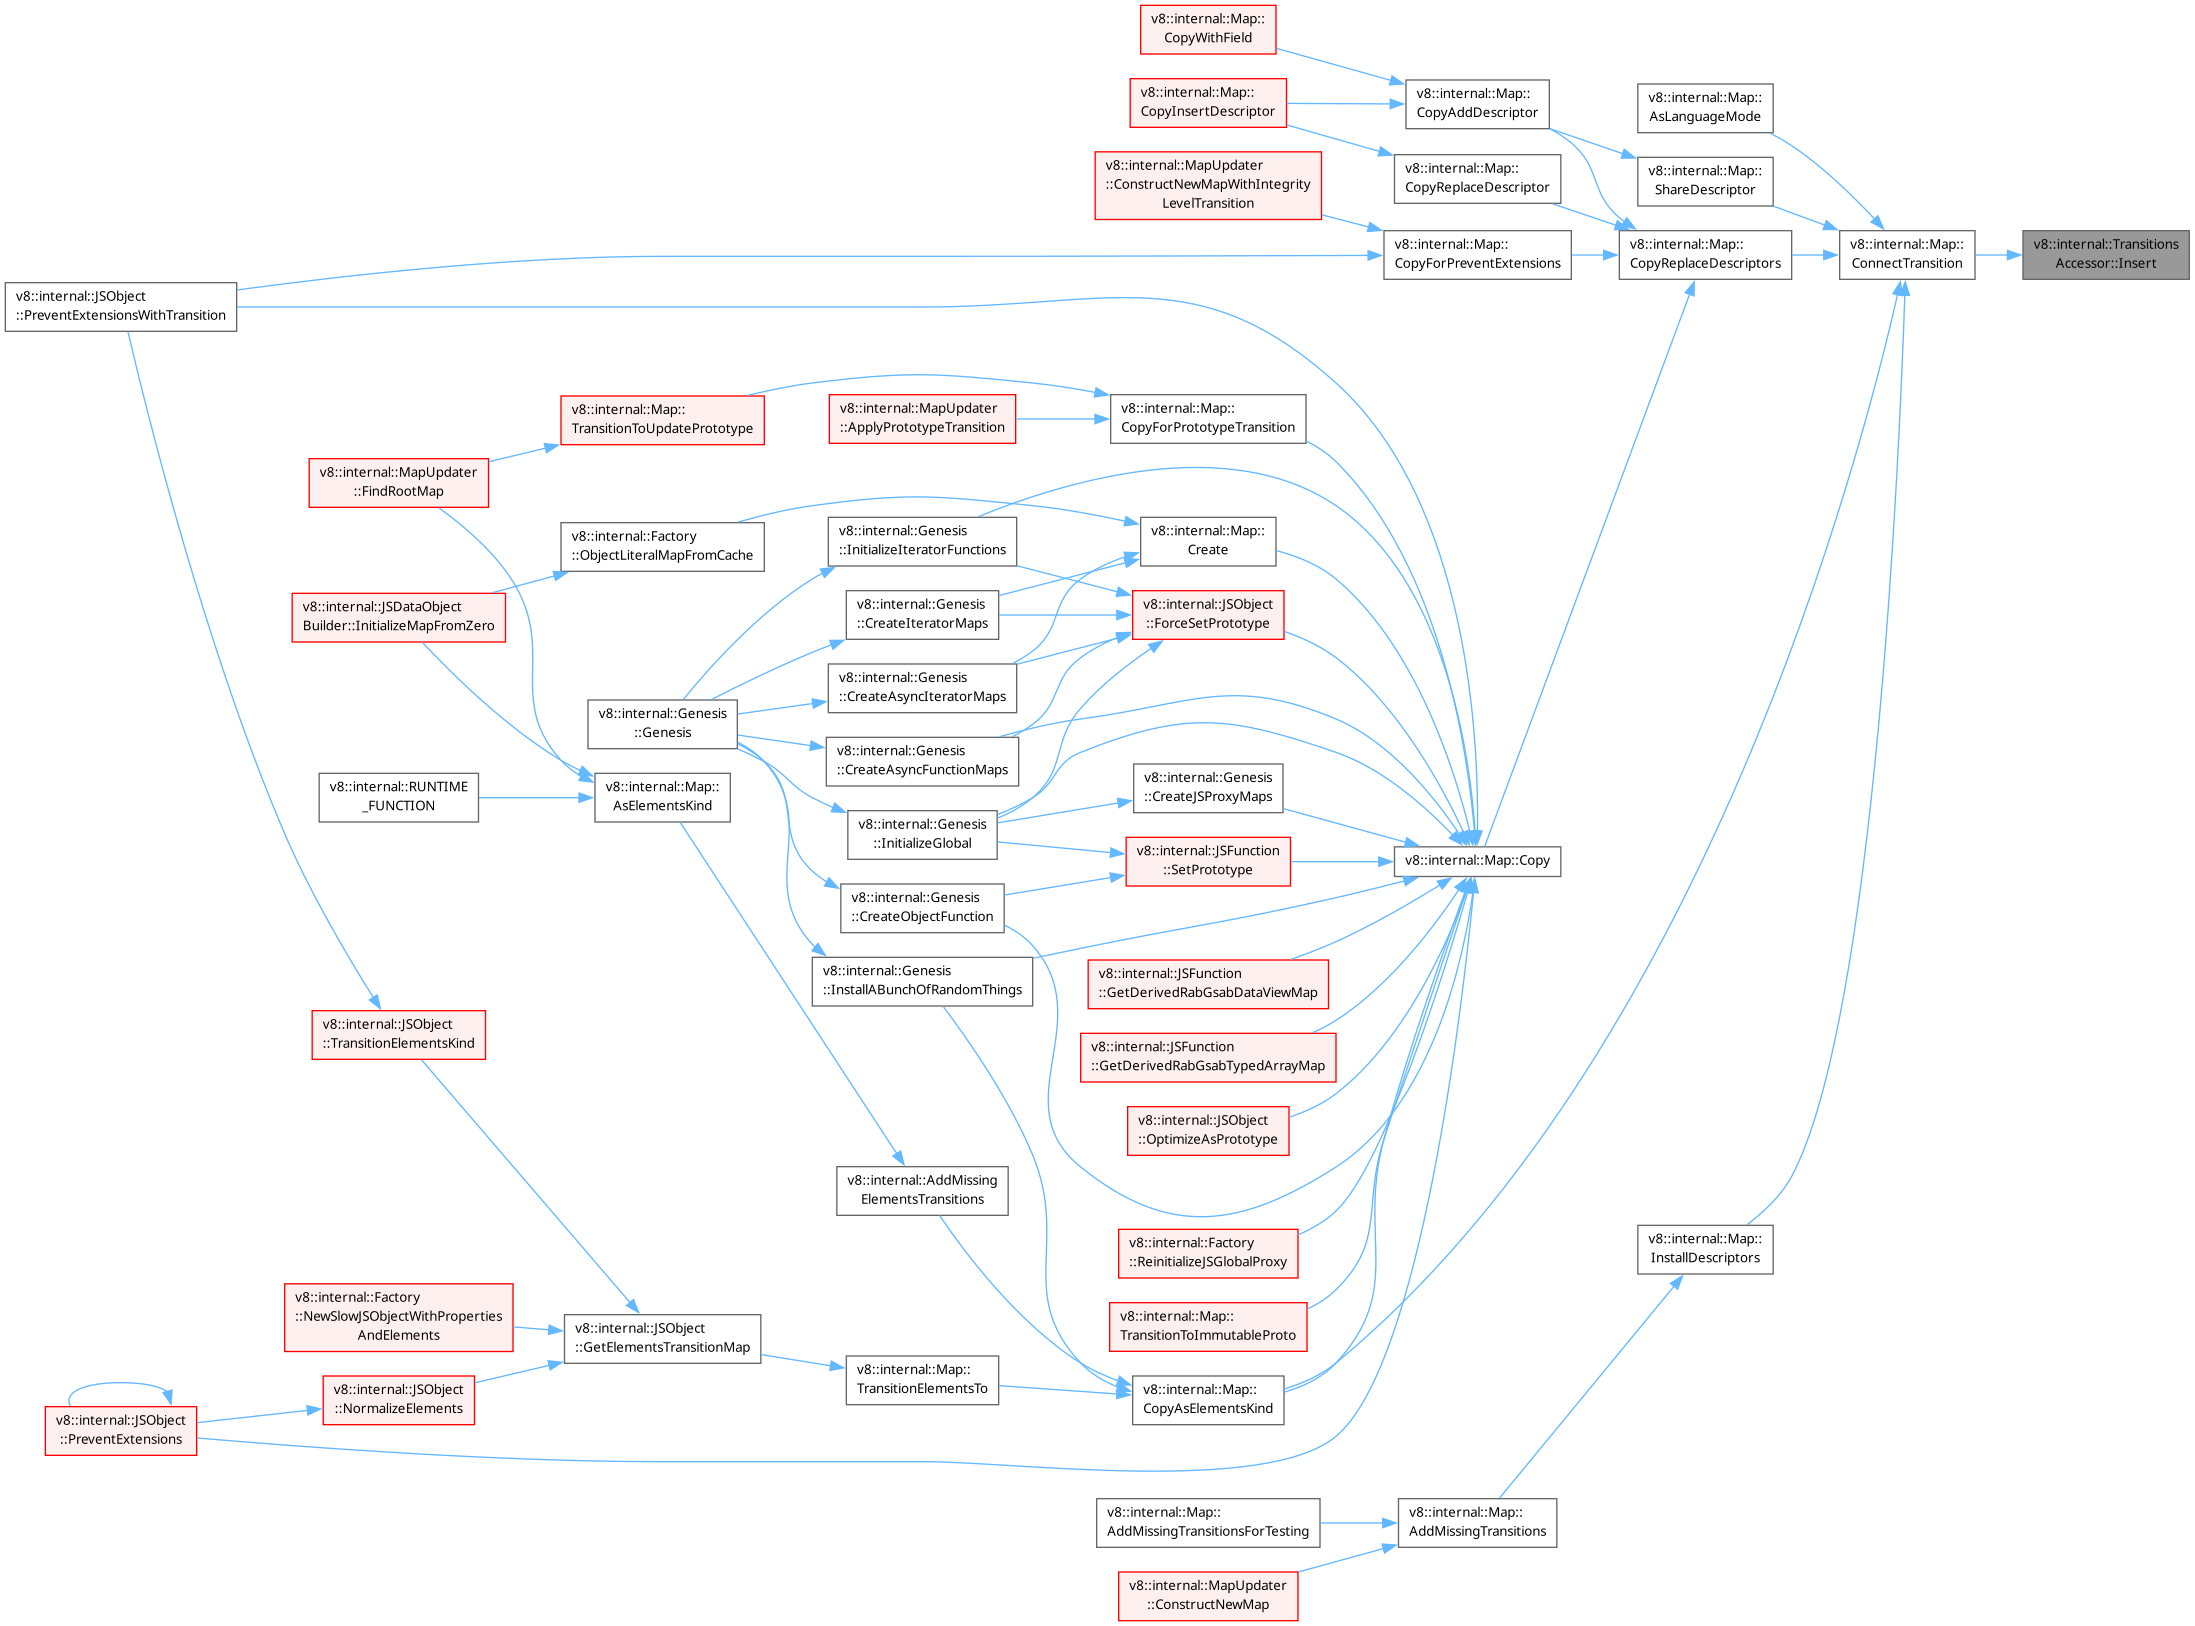 v8::internal::Map::
CopyWithField
v8::internal::Map::
CopyInsertDescriptor
v8::internal::Map::
CopyAddDescriptor
v8::internal::Map::
AsLanguageMode
v8::internal::MapUpdater
::ConstructNewMapWithIntegrity
LevelTransition
v8::internal::Map::
CopyReplaceDescriptor
v8::internal::Map::
ShareDescriptor
v8::internal::Map::
CopyForPreventExtensions
v8::internal::Map::
CopyReplaceDescriptors
v8::internal::Map::
ConnectTransition
v8::internal::Transitions
Accessor::Insert
v8::internal::JSObject
::PreventExtensionsWithTransition
v8::internal::Map::
TransitionToUpdatePrototype
v8::internal::MapUpdater
::ApplyPrototypeTransition
v8::internal::Map::
CopyForPrototypeTransition
v8::internal::MapUpdater
::FindRootMap
v8::internal::Factory
::ObjectLiteralMapFromCache
v8::internal::Genesis
::InitializeIteratorFunctions
v8::internal::Map::
Create
v8::internal::JSDataObject
Builder::InitializeMapFromZero
v8::internal::Genesis
::CreateIteratorMaps
v8::internal::JSObject
::ForceSetPrototype
v8::internal::Genesis
::CreateAsyncIteratorMaps
v8::internal::Genesis
::Genesis
v8::internal::Genesis
::CreateAsyncFunctionMaps
v8::internal::RUNTIME
_FUNCTION
v8::internal::Map::
AsElementsKind
v8::internal::Genesis
::CreateJSProxyMaps
v8::internal::Genesis
::InitializeGlobal
v8::internal::JSFunction
::SetPrototype
v8::internal::Map::Copy
v8::internal::Genesis
::CreateObjectFunction
v8::internal::Genesis
::InstallABunchOfRandomThings
v8::internal::JSFunction
::GetDerivedRabGsabDataViewMap
v8::internal::JSObject
::TransitionElementsKind
v8::internal::JSFunction
::GetDerivedRabGsabTypedArrayMap
v8::internal::JSObject
::OptimizeAsPrototype
v8::internal::AddMissing
ElementsTransitions
v8::internal::Factory
::ReinitializeJSGlobalProxy
v8::internal::Map::
InstallDescriptors
v8::internal::Factory
::NewSlowJSObjectWithProperties
AndElements
v8::internal::JSObject
::GetElementsTransitionMap
v8::internal::Map::
TransitionToImmutableProto
v8::internal::JSObject
::NormalizeElements
v8::internal::Map::
TransitionElementsTo
v8::internal::Map::
CopyAsElementsKind
v8::internal::JSObject
::PreventExtensions
v8::internal::Map::
AddMissingTransitionsForTesting
v8::internal::Map::
AddMissingTransitions
v8::internal::MapUpdater
::ConstructNewMap